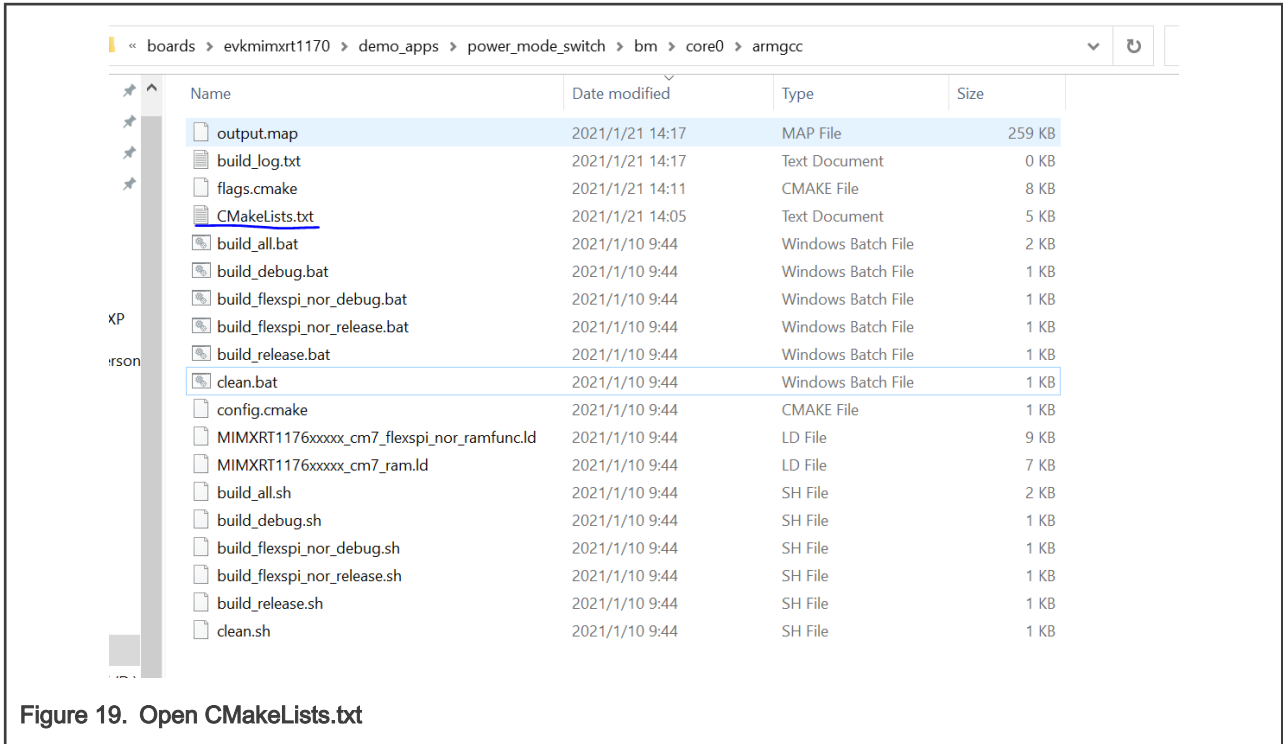 « boards > evkmimxrt1170 > demo_apps > power_mode_switch > bm > core0 > armgcc
Name Date modified Type Size
output.map 2021/1/21 14:17 MAP File 259 KB
build_log.txt 2021/1/21 14:17 Text Document 0 KB
flags.cmake 2021/1/21 14:11 CMAKE File 8 KB
CMakeLists.txt 2021/1/21 14:05 Text Document 5 KB
build_all.bat 2021/1/10 9:44 Windows Batch File 2 KB
build_debug.bat 2021/1/10 9:44 Windows Batch File 1 KB
build_flexspi_nor_debug.bat 2021/1/10 9:44 Windows Batch File 1 KB
XP
build_flexspi_nor_release.bat 2021/1/10 9:44 Windows Batch File 1 KB
build_release.bat 2021/1/10 9:44 Windows Batch File 1 KB
erson
clean.bat 2021/1/10 9:44 Windows Batch File 1 KB
config.cmake 2021/1/10 9:44 CMAKE File 1 KB
MIMXRT1176xxxxx_cm7_flexspi_nor_ramfunc.ld 2021/1/10 9:44 LD File 9 KB
MIMXRT1176xxxxx_cm7_ram.ld 2021/1/10 9:44 LD File 7 KB
build_all.sh 2021/1/10 9:44 SH File 2 KB
build_debug.sh 2021/1/10 9:44 SH File 1 KB
build_flexspi_nor_debug.sh 2021/1/10 9:44 SH File 1 KB
build_flexspi_nor_release.sh 2021/1/10 9:44 SH File 1 KB
build_release.sh 2021/1/10 9:44 SH File 1 KB
clean.sh 2021/1/10 9:44 SH File 1 KB
Figure 19. Open CMakeLists.txt